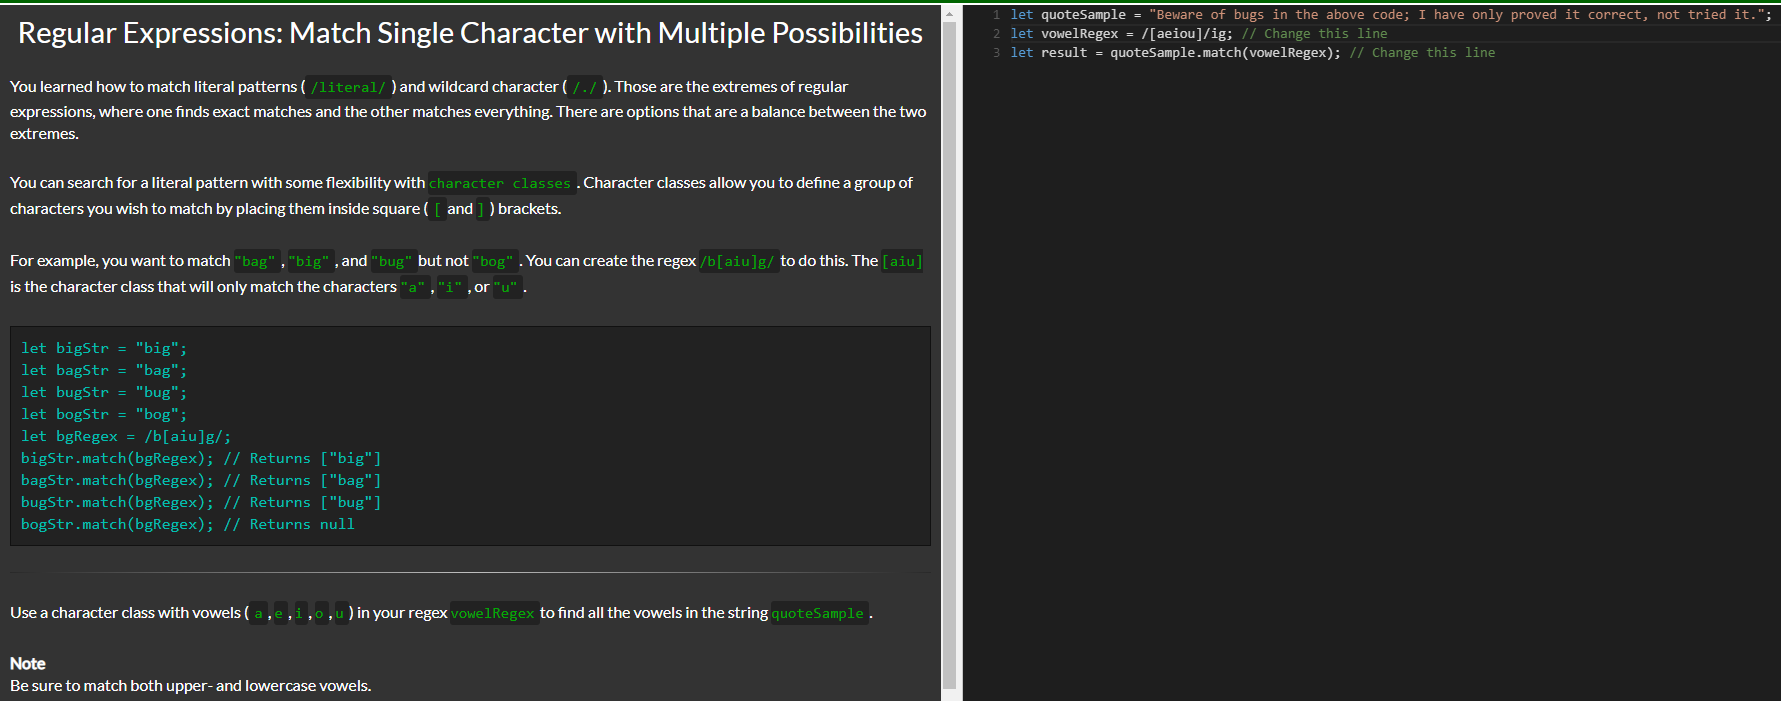 Regular Expressions: Match Single Character with Multiple Possibilities
You learned how to match literal patterns ( /literal/ ) and wildcard character ( /./ ). Those are the extremes of regular
expressions, where one finds exact matches and the other matches everything. There are options that are a balance between the two
extremes.
You can search for a literal pattern with some flexibility with character classes . Character classes allow you to define a group of
characters you wish to match by placing them inside square ( [ and ] ) brackets.
For example, you want to match "bag" , "big" , and "bug" but not "bog" . You can create the regex /b[aiu]g/ to do this. The [aiu]
is the character class that will only match the characters "a" , "i" , or "u" .
let bigStr = "big";
let bagStr = "bag";
let bugStr = "bug";
let bogStr = "bog";
let bgRegex = /b[aiu]g/;
bigStr.match(bgRegex); // Returns ["big"]
bagStr.match(bgRegex); // Returns ["bag"]
bugStr.match(bgRegex); // Returns ["bug"]
bogStr.match(bgRegex); // Returns null
Use a character class with vowels ( a , e , i , o , u ) in your regex vowelRegex to find all the vowels in the string quoteSample .
Note
Be sure to match both upper- and lowercase vowels.
1 let quoteSample = "Beware of bugs in the above code; I have only proved it correct, not tried it.";
2 let vowelRegex = /[aeiou]/ig; // Change this line
3 let result = quoteSample.match(vowelRegex); // Change this line